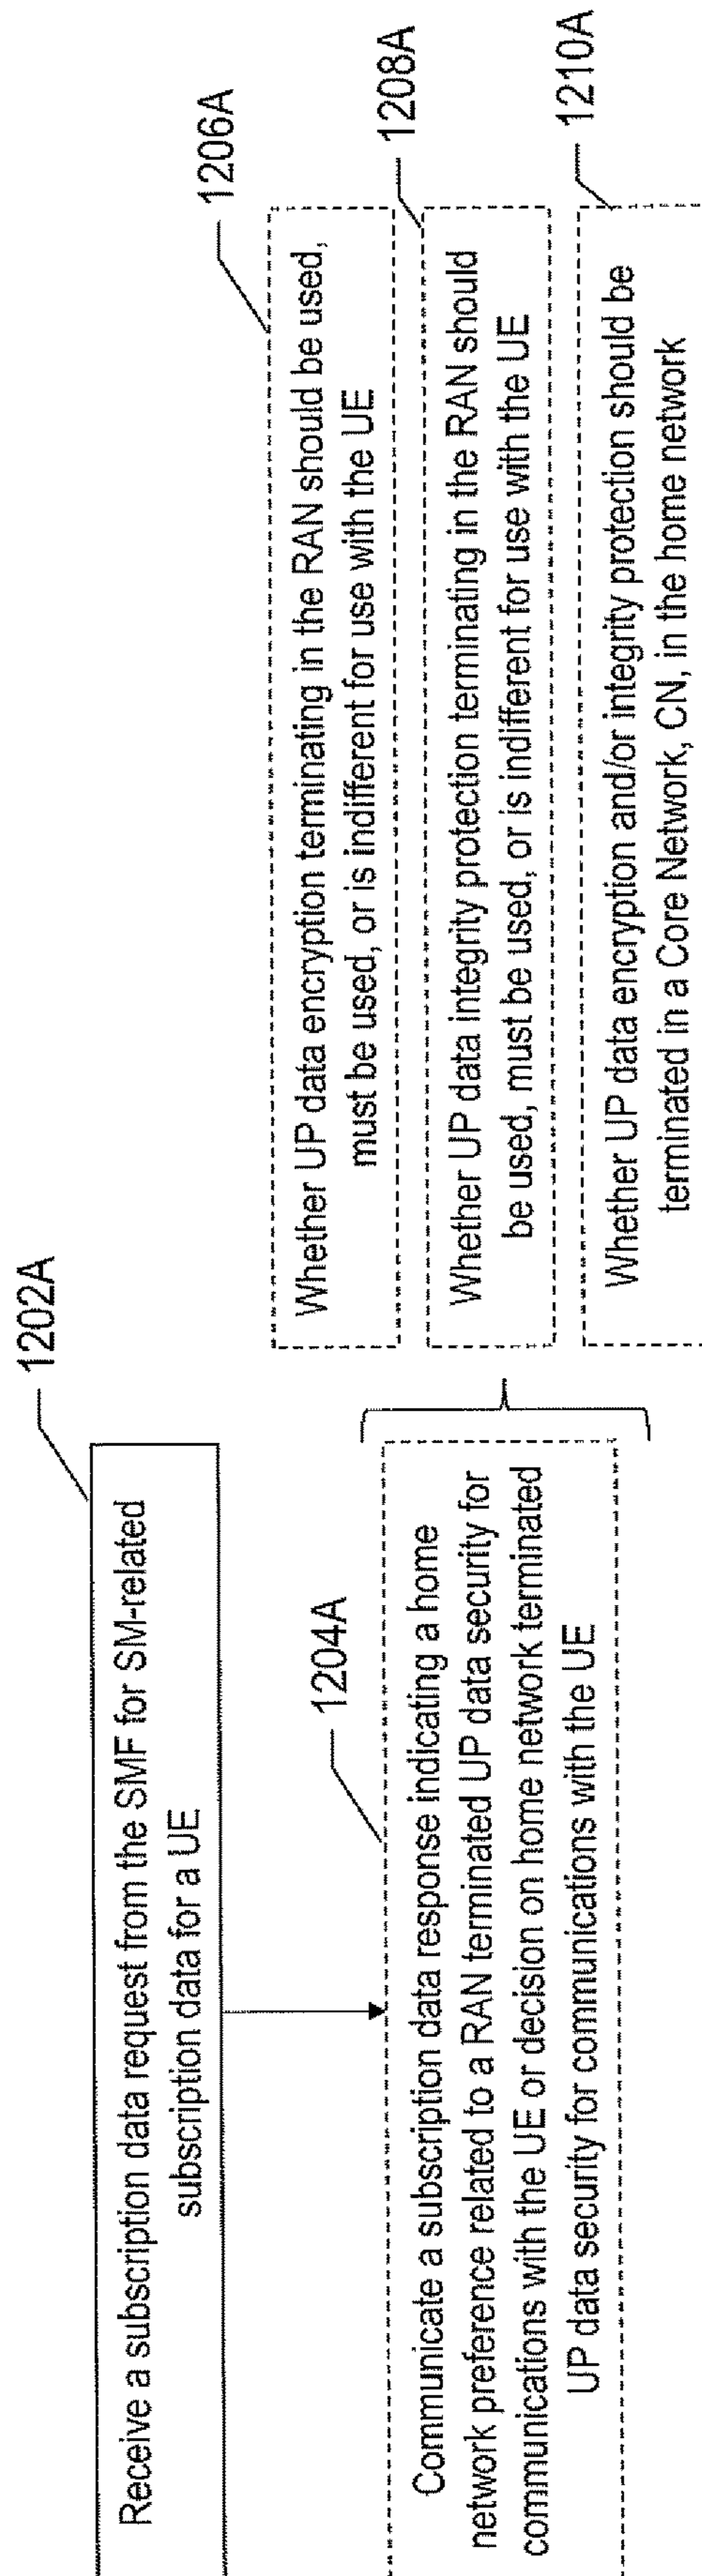 1202A
Receive a subscription data request from the SMF for SM-related
subscription data for a UE
1204A
Communicate a subscription data response indicating a home
network preference related to a RAN terminated UP data security for
communications with the UE or decision on home network terminated
UP data security for communications with the UE
1206A
Whether UP data encryption terminating in the RAN should be used,
must be used, or is indifferent for use with the UE
1208A
Whether UP data integrity protection terminating in the RAN should
be used, must be used, or is indifferent for use with the UE
1210A
Whether UP data encryption and/or integrity protection should be
terminated in a Core Network, CN, in the home network